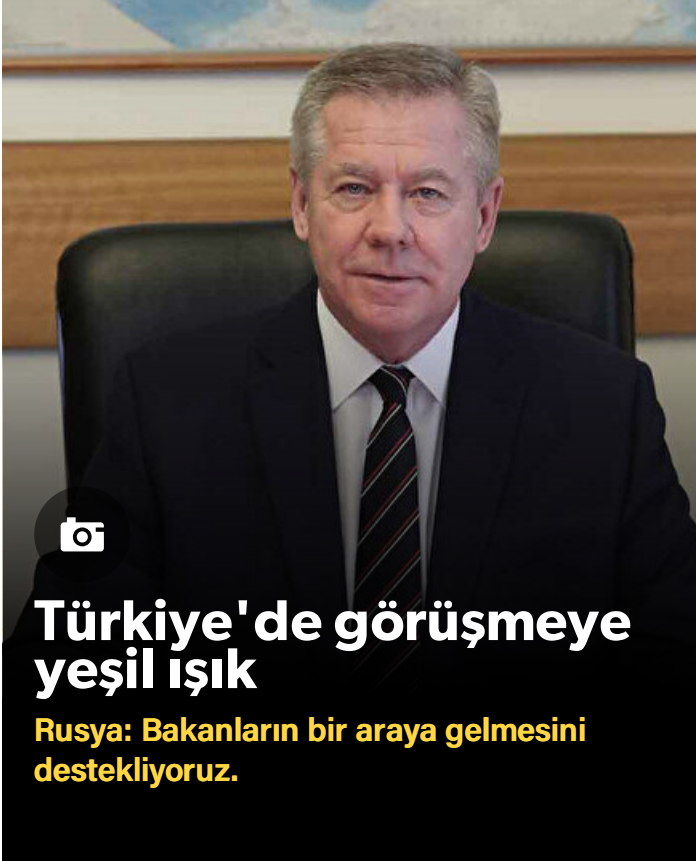 Türkiye'de görüşmeye
yeşil ışık
Rusya: Bakanların bir araya gelmesini
destekliyoruz.